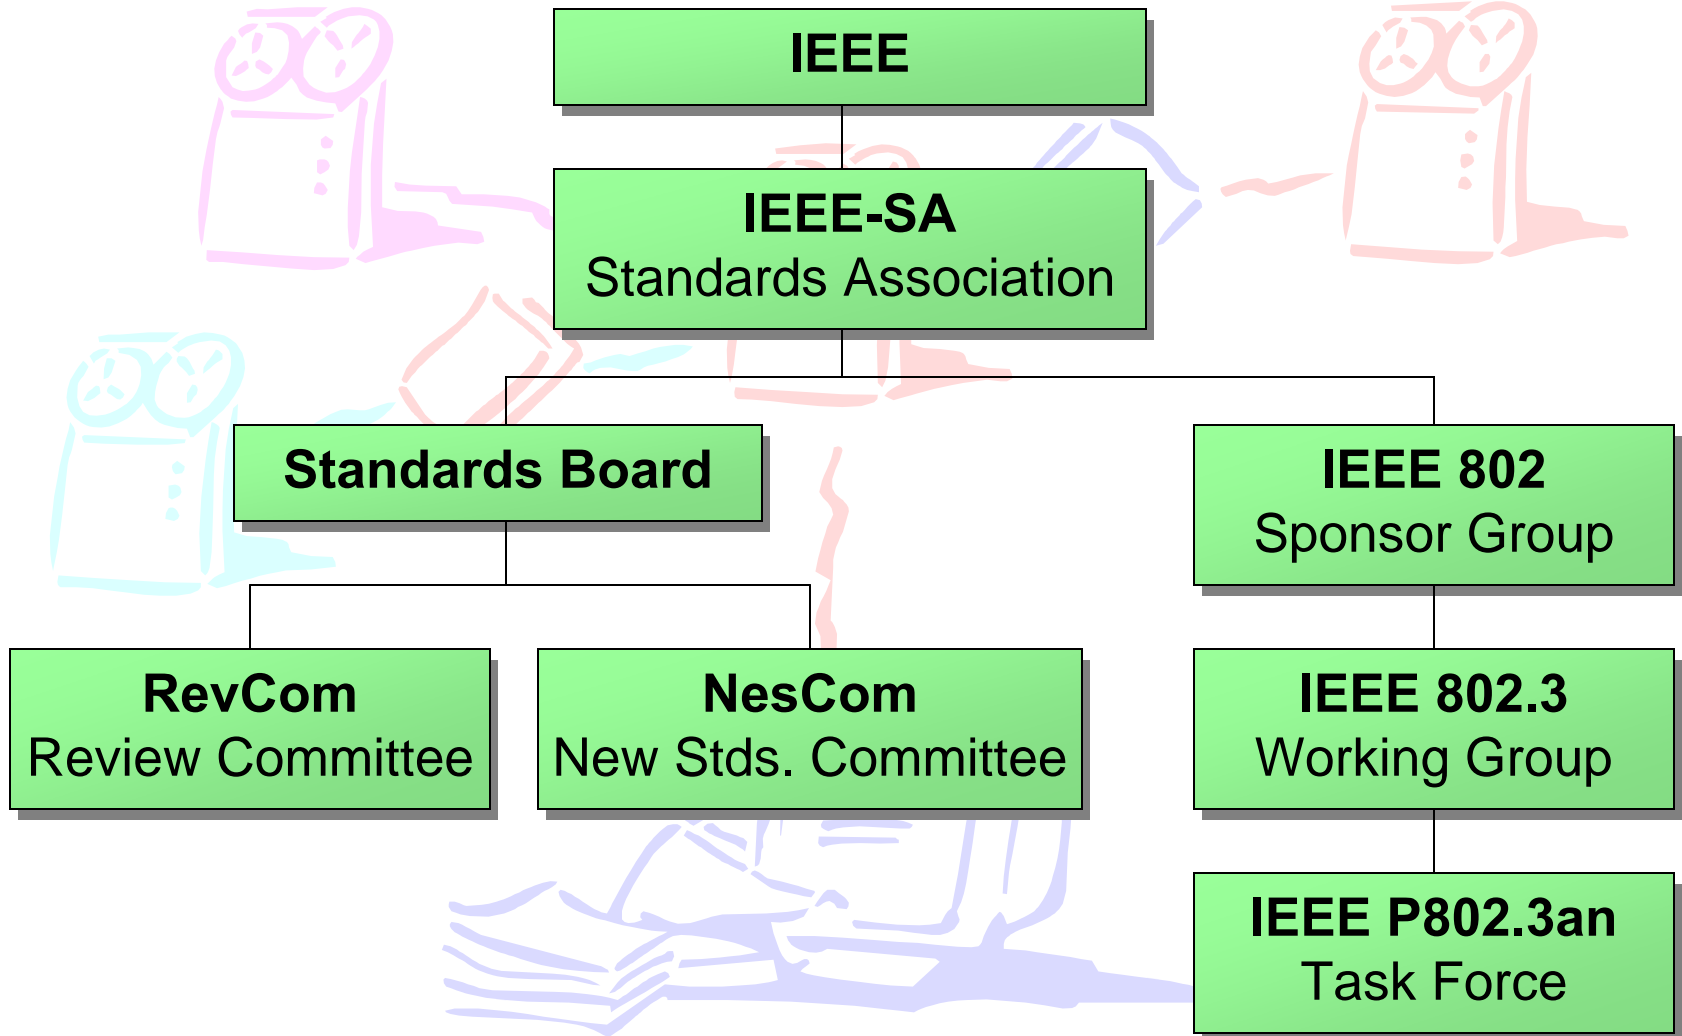 IEEE
IEEE-SA
Standards Association
Standards Board
IEEE 802
Sponsor Group
RevCom
Review Committee
NesCom
New Stds. Committee
IEEE 802.3
Working Group
IEEE P802.3an
Task Force